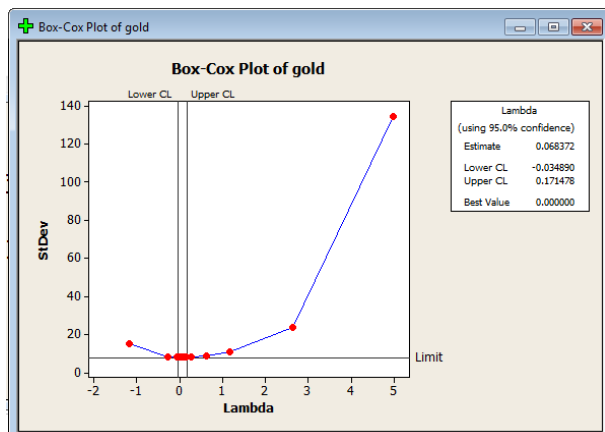 Box-Cox Plot of gold
Box-Cox Plot of gold
Lower CL Upper CL
140
120
100
80
60
40
20
0
StDev
Limit
-2 -1 0 1 2 3 4 5
Lambda
Lambda
(using 95.0% confidence)
Estimate 0.068372
Lower CL -0.034890
Upper CL 0.171478
Best Value 0.000000